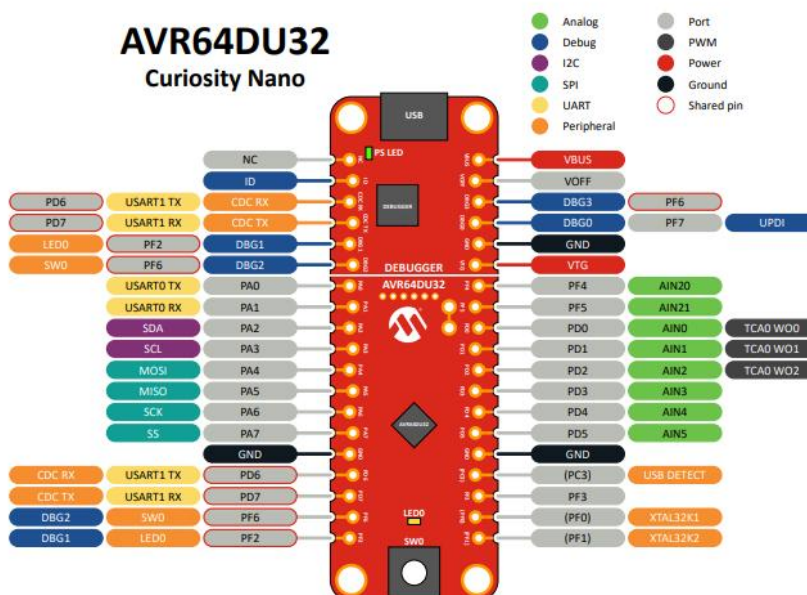 AVR64DU32
Curiosity Nano
Analog
Debug
I2C
SPI
UART
Peripheral
Port
PWM
Power
Ground
Shared pin
USB
PS LED
DEBUGGER
DEBUGGER
AVR64DU32
AVR64DU32
LED0
SW0
NC
ID
PD6 USART1 TX CDC RX
PD7 USART1 RX CDC TX
LED0 PF2 DBG1
SW0 PF6 DBG2
USART0 TX PA0
USART0 RX PA1
SDA PA2
SCL PA3
MOSI PA4
MISO PA5
SCK PA6
SS PA7
GND
CDC RX USART1 TX PD6
CDC TX USART1 RX PD7
DBG2 SW0 PF6
DBG1 LED0 PF2
VBUS
VOFF
DBG3 PF6
DBG0 PF7 UPDI
GND
VTG
PF4 AIN20
PF5 AIN21
PD0 AIN0 TCA0 WO0
PD1 AIN1 TCA0 WO1
PD2 AIN2 TCA0 WO2
PD3 AIN3
PD4 AIN4
PD5 AIN5
GND
(PC3) USB DETECT
PF3
(PF0) XTAL32K1
(PF1) XTAL32K2